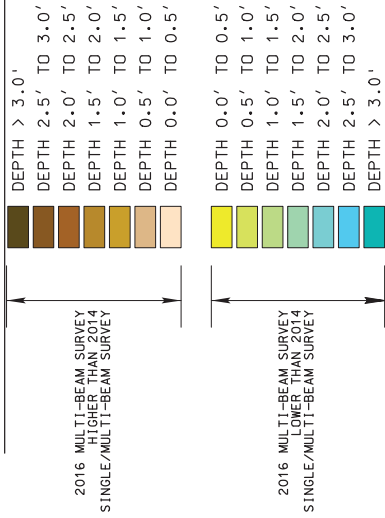 DEPTH > 3.0'
DEPTH 2.5' TO 3.0'
DEPTH 2.0' TO 2.5'
DEPTH 1.5' TO 2.0'
DEPTH 1.0' TO 1.5'
DEPTH 0.5' TO 1.0'
DEPTH 0.0' TO 0.5'
2016 MULTI-BEAM SURVEY
HIGHER THAN 2014
SINGLE/MULTI-BEAM SURVEY
DEPTH 0.0' TO 0.5'
DEPTH 0.5' TO 1.0'
DEPTH 1.0' TO 1.5'
DEPTH 1.5' TO 2.0'
DEPTH 2.0' TO 2.5'
DEPTH 2.5' TO 3.0'
DEPTH > 3.0'
2016 MULTI-BEAM SURVEY
LOWER THAN 2014
SINGLE/MULTI-BEAM SURVEY